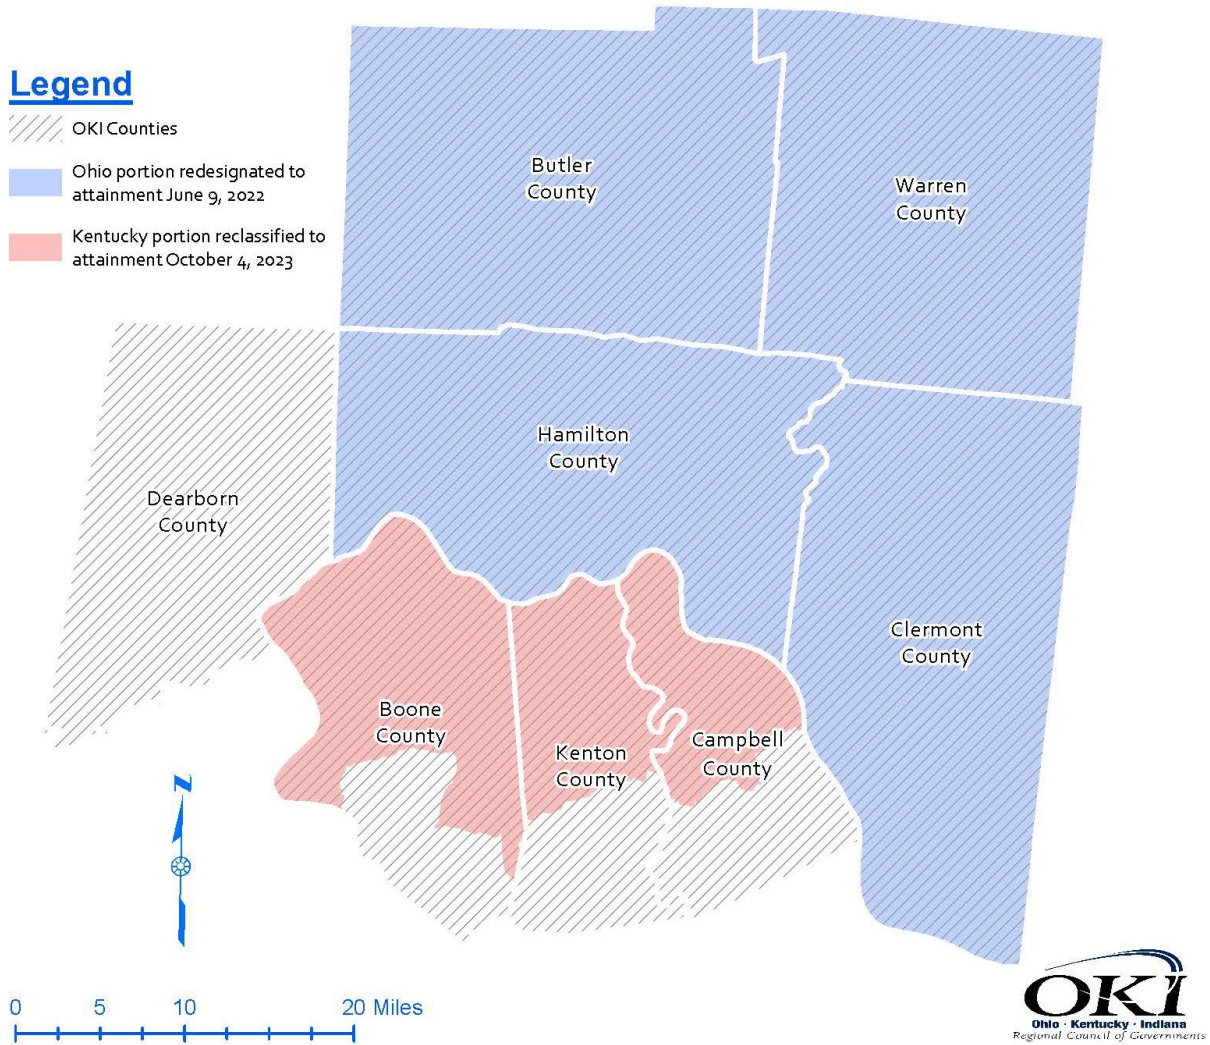 Legend
OKI Counties
Ohio portion redesignated to
attainment June 9, 2022
Kentucky portion reclassified to
attainment October 4, 2023
Butler
County
Warren
County
Hamilton
County
Dearborn
County
Clermont
County
Boone
County
Kenton
County
Campbell
County
N
0 5 10 20 Miles
OKI
Ohio · Kentucky · Indiana
Regional Council of Governments